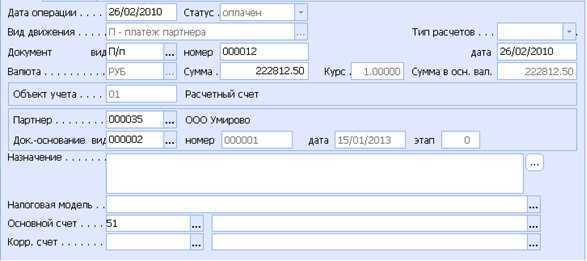 Дата операции . . . . 26/02/2010 Статус . оплачен
Вид движения . . . . . П - платеж партнера ... Тип расчетов . . .
Документ вид П/п ... номер 000012 дата 26/02/2010
Валюта . . . . . . . . . . РУБ ... Сумма . 222812.50 Курс . 1.00000 Сумма в осн. вал. 222812.50
Объект учета . . . . 01 Расчетный счет
Партнер . . . . . . . . 000035 ... ООО Умирово
Док.-основание вид 000002 ... номер 000001 дата 15/01/2013 этап 0
Назначение . . . . . . . ...
Налоговая модель . . ...
Основной счет . . . . . 51 ... ...
Корр. счет . . . . . . . ... ...